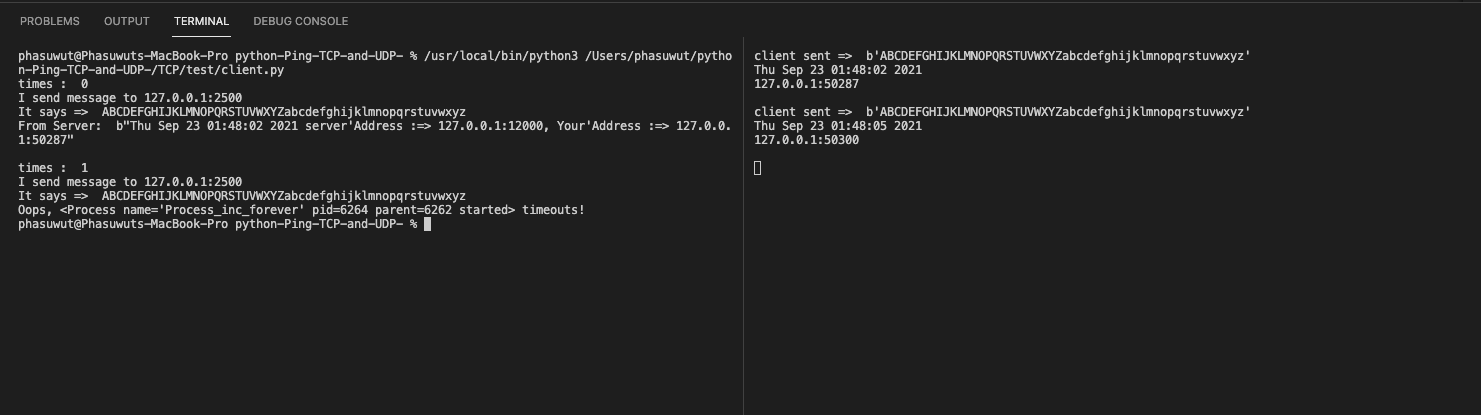 PROBLEMS OUTPUT TERMINAL DEBUG CONSOLE
phasuwut@Phasuwuts-MacBook-Pro python-Ping-TCP-and-UDP- % /usr/local/bin/python3 /Users/phasuwut/pytho
n-Ping-TCP-and-UDP-/TCP/test/client.py
times :  0
I send message to 127.0.0.1:2500
It says =>  ABCDEFGHIJKLMNOPQRSTUVWXYZabcdefghijklmnopqrstuvwxyz
From Server:  b"Thu Sep 23 01:48:02 2021 server'Address :=> 127.0.0.1:12000, Your'Address :=> 127.0.0.
1:50287"
times :  1
I send message to 127.0.0.1:2500
It says =>  ABCDEFGHIJKLMNOPQRSTUVWXYZabcdefghijklmnopqrstuvwxyz
Oops, <Process name='Process_inc_forever' pid=6264 parent=6262 started> timeouts!
phasuwut@Phasuwuts-MacBook-Pro python-Ping-TCP-and-UDP- %
client sent =>  b'ABCDEFGHIJKLMNOPQRSTUVWXYZabcdefghijklmnopqrstuvwxyz'
Thu Sep 23 01:48:02 2021
127.0.0.1:50287
client sent =>  b'ABCDEFGHIJKLMNOPQRSTUVWXYZabcdefghijklmnopqrstuvwxyz'
Thu Sep 23 01:48:05 2021
127.0.0.1:50300